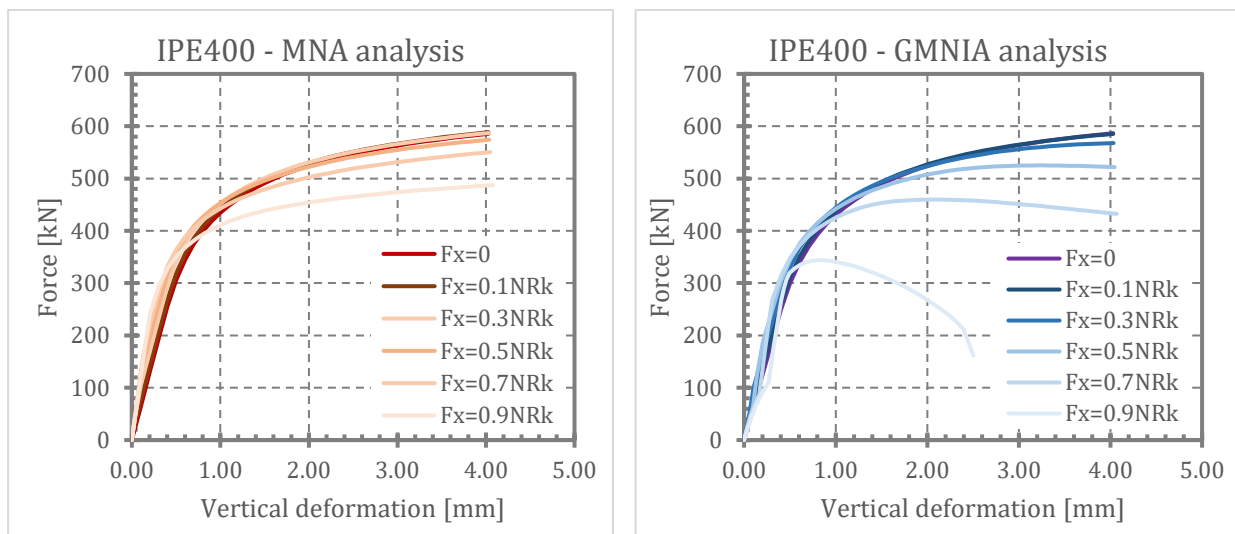 IPE400 - MNA analysis
700
600
500
400
300
200
100
0
Force [kN]
0.00 1.00 2.00 3.00 4.00 5.00
Vertical deformation [mm]
Fx=0
Fx=0.1NRk
Fx=0.3NRk
Fx=0.5NRk
Fx=0.7NRk
Fx=0.9NRk
IPE400 - GMNIA analysis
700
600
500
400
300
200
100
0
Force [kN]
0.00 1.00 2.00 3.00 4.00 5.00
Vertical deformation [mm]
Fx=0
Fx=0.1NRk
Fx=0.3NRk
Fx=0.5NRk
Fx=0.7NRk
Fx=0.9NRk